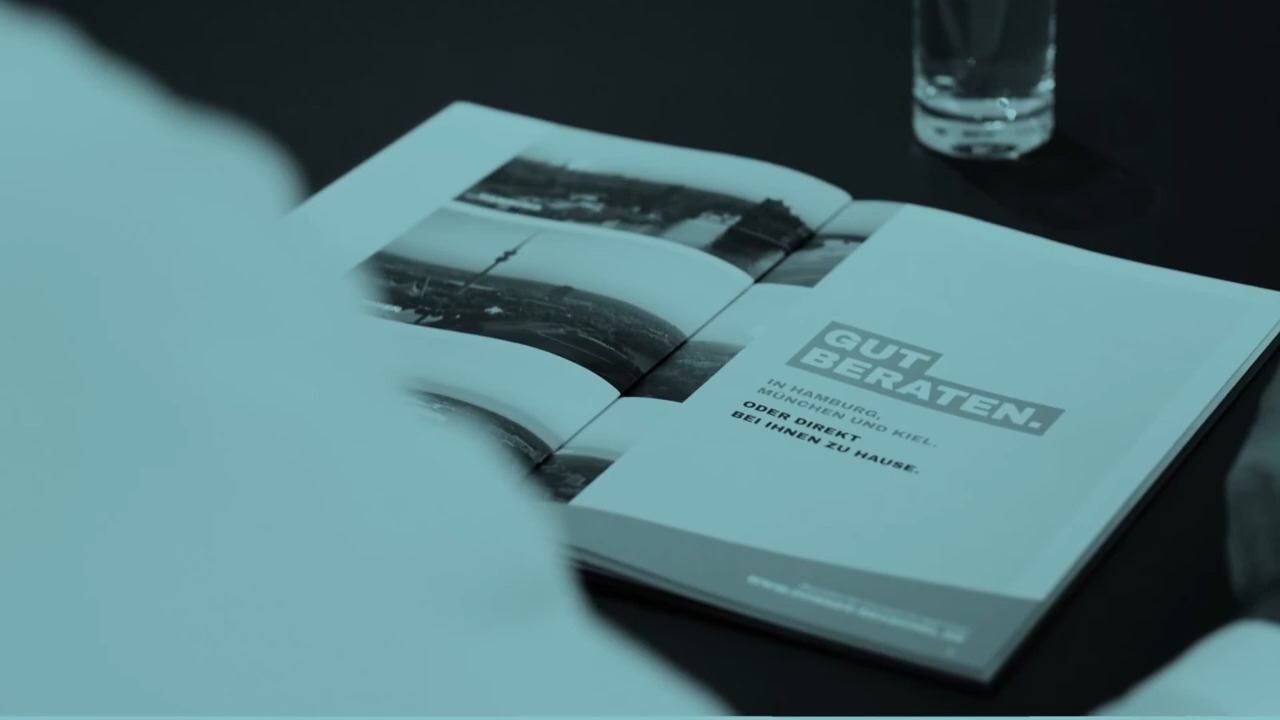 GUT
BERATEN.
IN HAMBURG,
MÜNCHEN UND KIEL.
ODER DIREKT
BEI IHNEN ZU HAUSE.